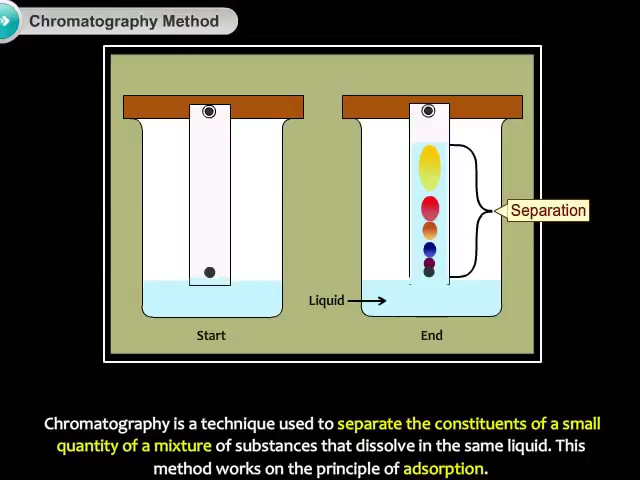 Chromatography Method
Separation
Liquid
Start
End
Chromatography is a technique used to separate the constituents of a small
quantity of a mixture of substances that dissolve in the same liquid. This
method works on the principle of adsorption.